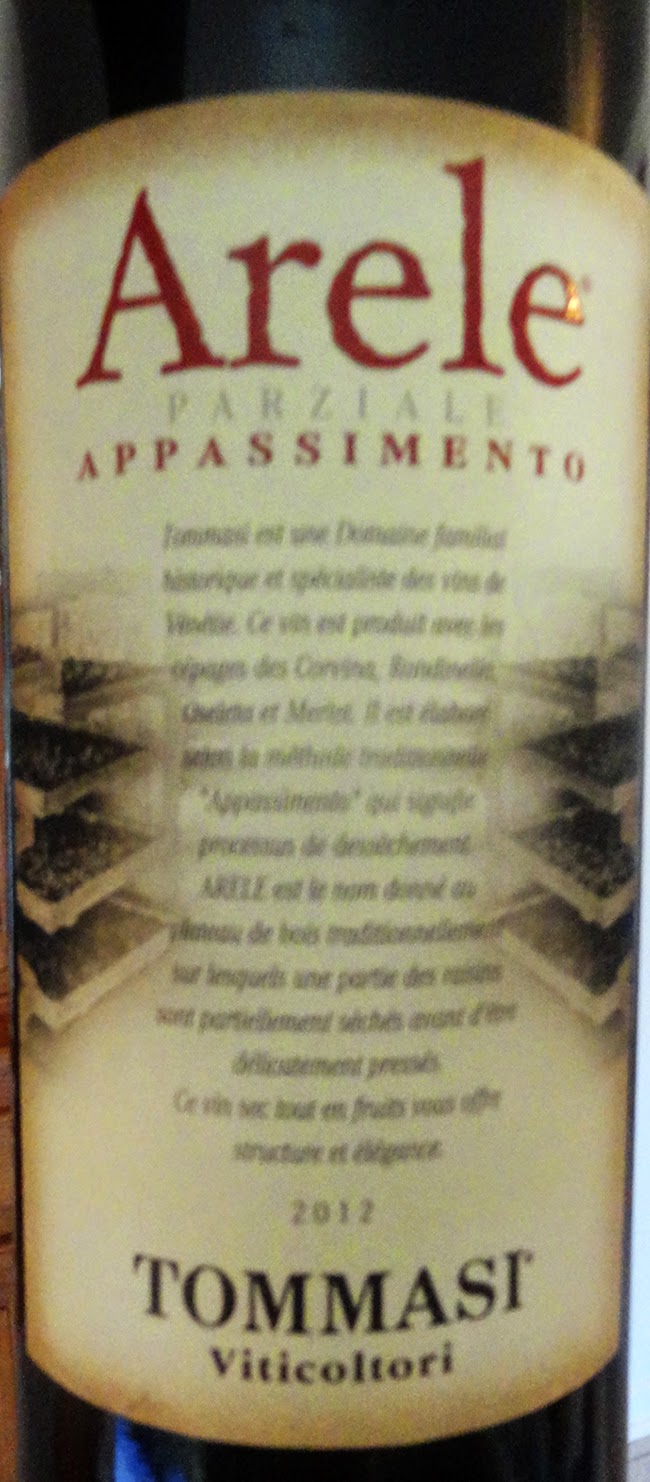 Arele
PARZIALE
APPASSIMENTO
Tommasi est une Domaine familial
historique et spécialiste des vins de
Vénétie. Ce vin est produit avec les
cépages des Corvina, Rondinella,
Oseleta et Merlot. Il est élaboré
selon la méthode traditionnelle
"Appassimento" qui signifie
processus de dessèchement.
ARELE est le nom donné au
plateau de bois traditionnellement
sur lesquels une partie des raisins
sont partiellement séchés avant d'être
délicatement pressés.
Ce vin sec tout en fruits vous offre
structure et élégance.
2012
TOMMASI
Viticoltori